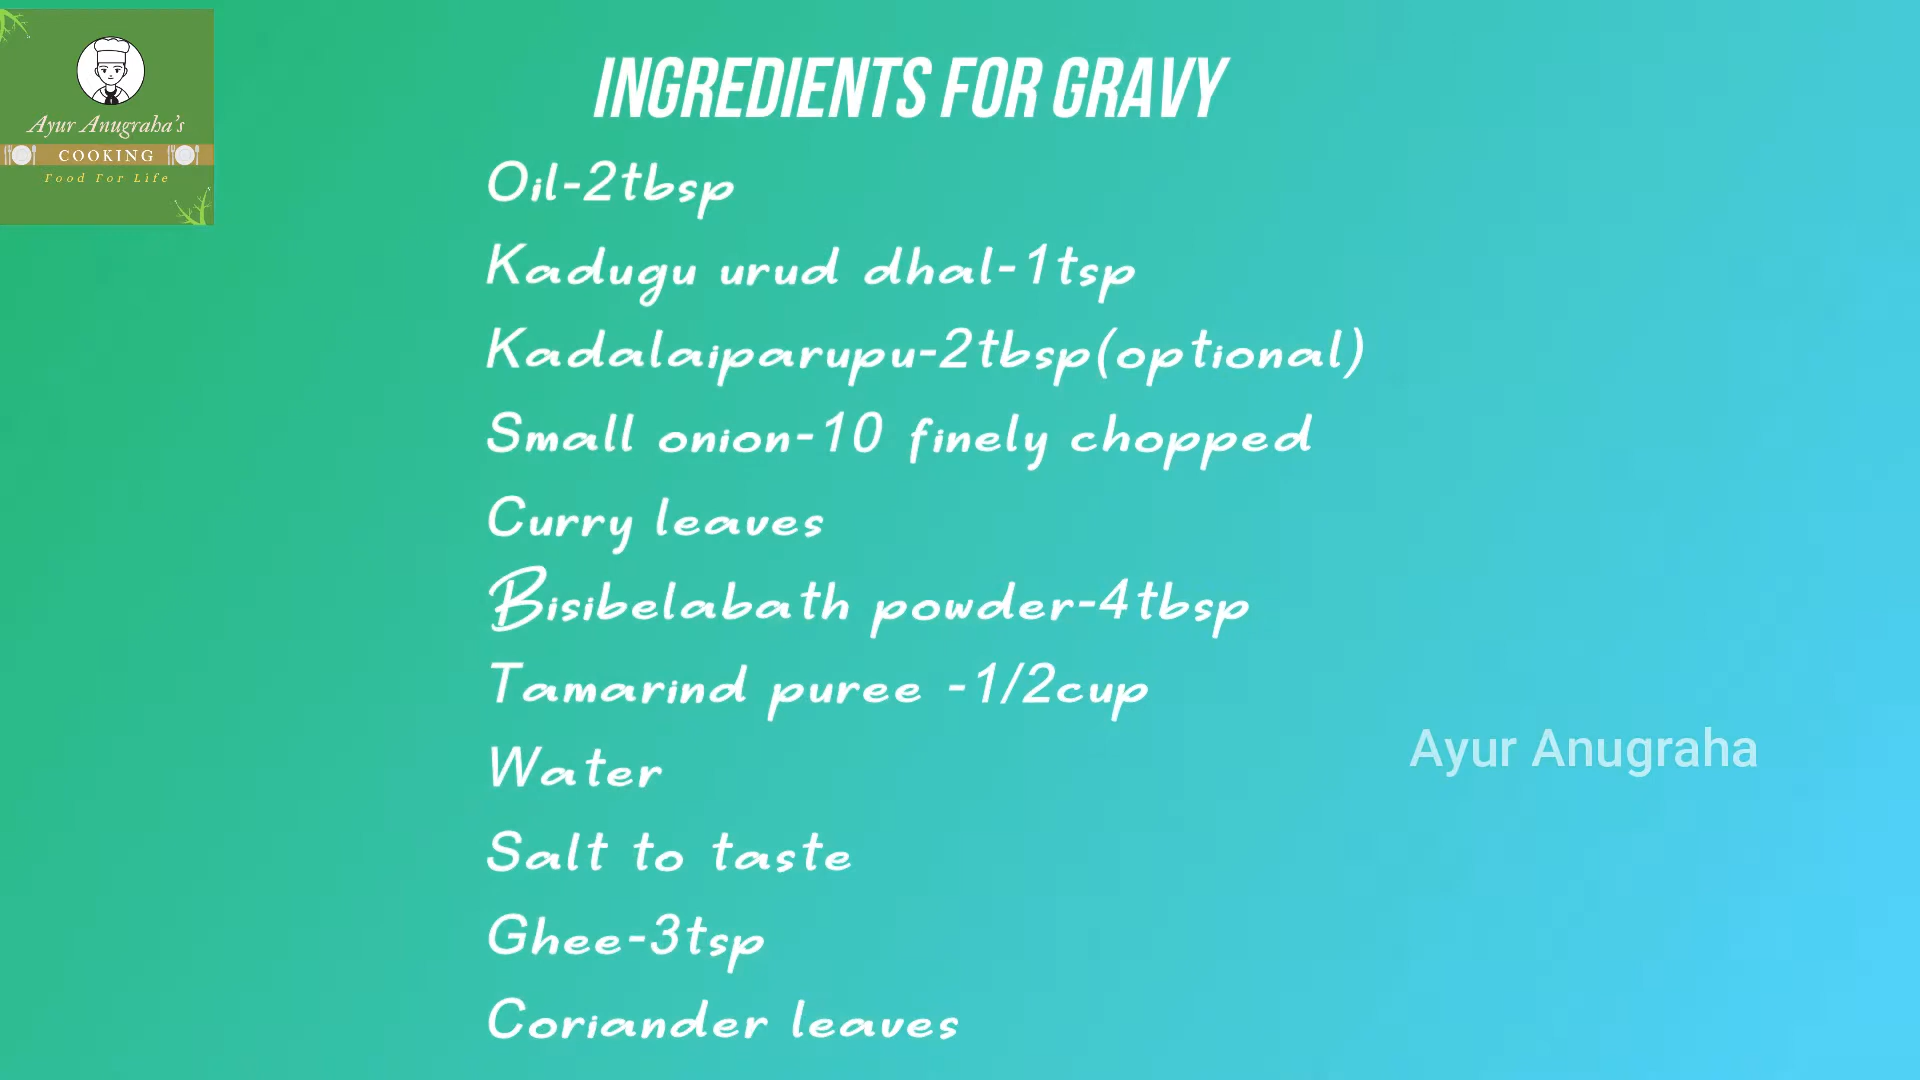 Ayur Anugraha's
COOKING
Food For Life
INGREDIENTS FOR GRAVY
Oil-2tbsp
Kadugu urud dhal-1tsp
Kadalaiparupu-2tbsp(optional)
Small onion-10 finely chopped
Curry leaves
Bisibelabath powder-4tbsp
Tamarind puree -1/2cup
Water
Salt to taste
Ghee-3tsp
Coriander leaves
Ayur Anugraha